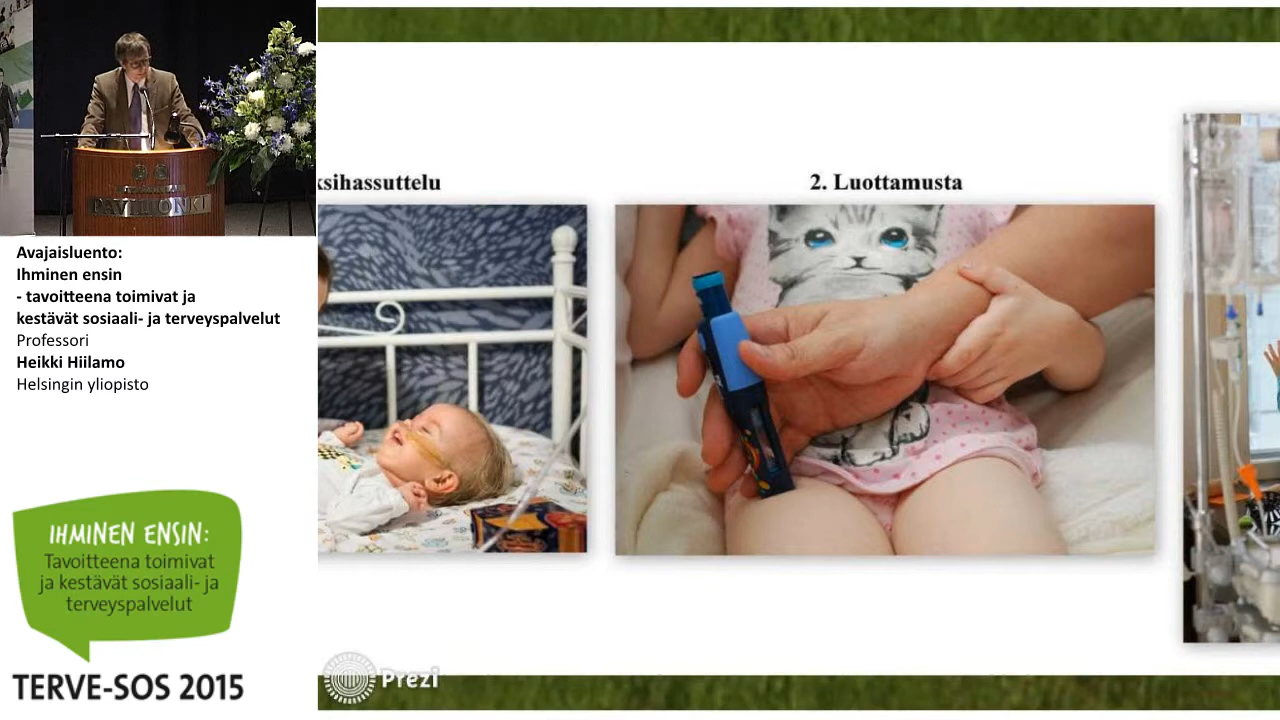 PAVILJONKI
Avajaisluento:
Ihminen ensin
- tavoitteena toimivat ja
kestävät sosiaali- ja terveyspalvelut
Professori
Heikki Hiilamo
Helsingin yliopisto
IHMINEN ENSIN:
Tavoitteena toimivat
ja kestävät sosiaali- ja
terveyspalvelut
TERVE-SOS 2015
ksihassuttelu
2. Luottamusta
Prezi